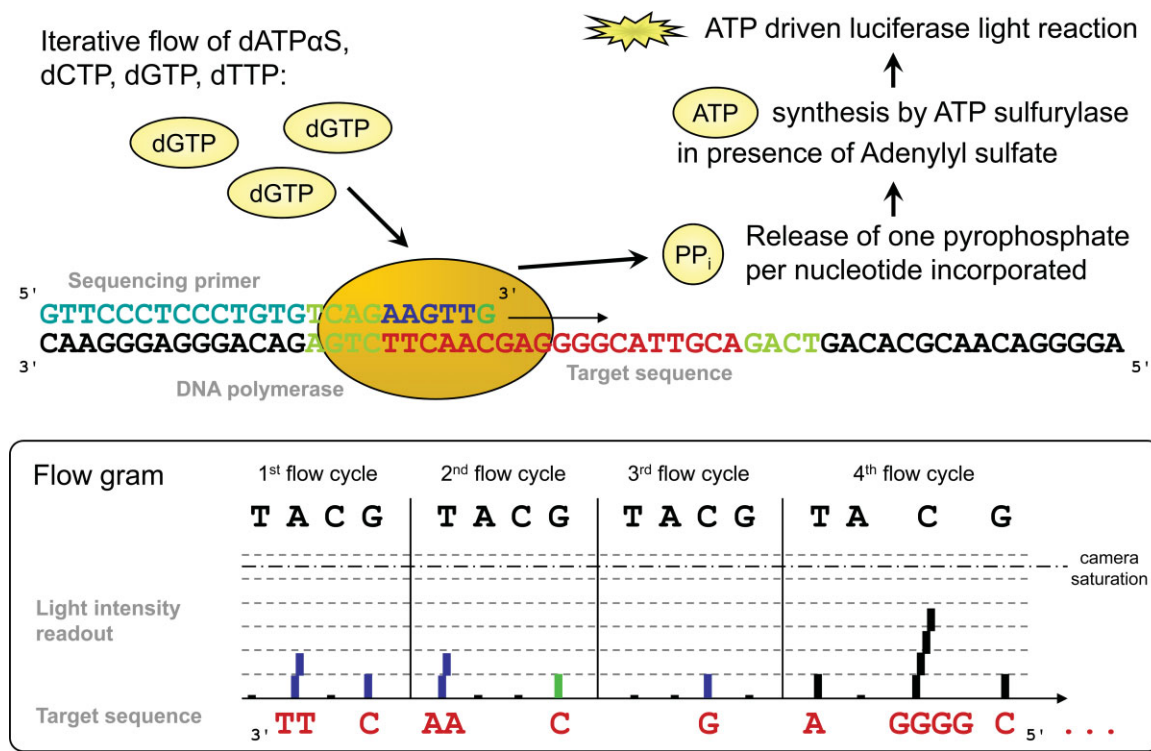 Iterative flow of dATPαS,
dCTP, dGTP, dTTP:
dGTP
dGTP
dGTP
ATP driven luciferase light reaction
ATP synthesis by ATP sulfurylase
in presence of Adenylyl sulfate
PPi
Release of one pyrophosphate
per nucleotide incorporated
Sequencing primer
5' 3'
GTTCCCTCCCTGTGTCAGAAGTTG
CAAGGGAGGGACAGAGTCTTCAACGAGGGGCATTGCAGACTGACACGCAACAGGGGA
3' 5'
DNA polymerase
Target sequence
Flow gram
1st flow cycle 2nd flow cycle 3rd flow cycle 4th flow cycle
T A C G T A C G T A C G T A C G
camera
saturation
Light intensity
readout
Target sequence
3' TT C AA C G A GGGG C 5' ...